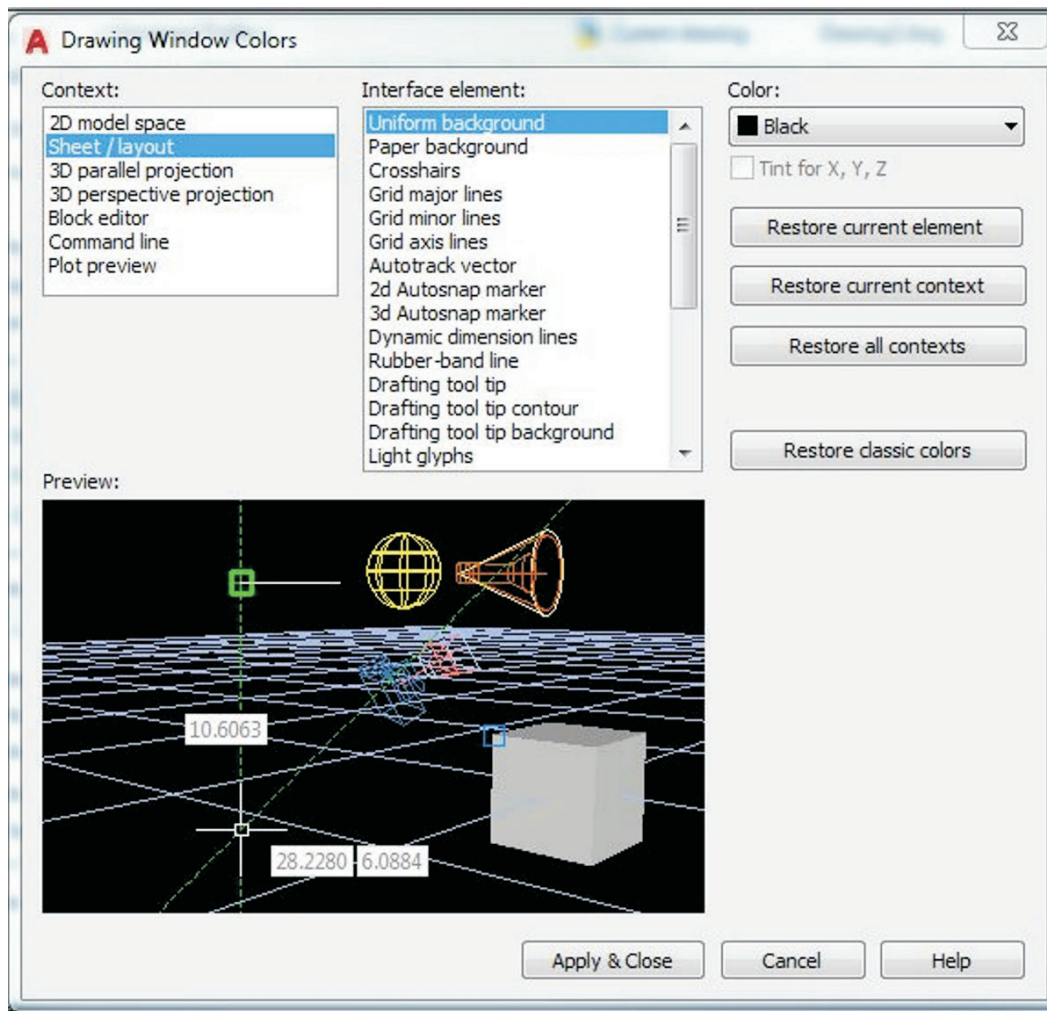 Drawing Window Colors
Context:
2D model space
Sheet / layout
3D parallel projection
3D perspective projection
Block editor
Command line
Plot preview
Interface element:
Uniform background
Paper background
Crosshairs
Grid major lines
Grid minor lines
Grid axis lines
Autotrack vector
2d Autosnap marker
3d Autosnap marker
Dynamic dimension lines
Rubber-band line
Drafting tool tip
Drafting tool tip contour
Drafting tool tip background
Light glyphs
Color:
Black
Tint for X, Y, Z
Restore current element
Restore current context
Restore all contexts
Restore classic colors
Preview:
10.6063
28.2280 6.0884
Apply & Close
Cancel
Help